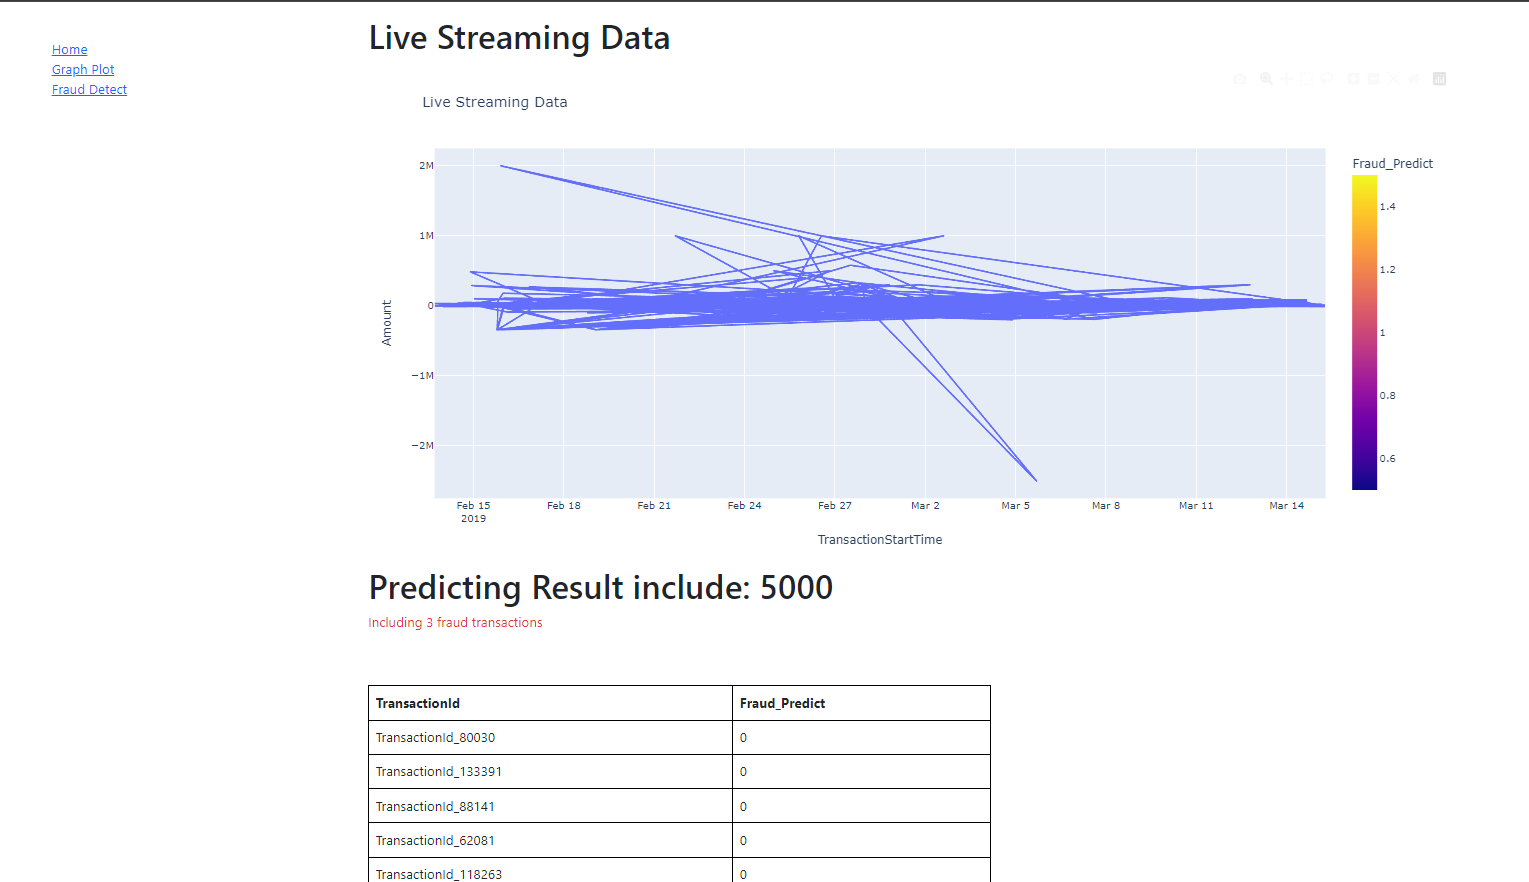 Home
Graph Plot
Fraud Detect
Live Streaming Data
Live Streaming Data
Fraud_Predict
2M
1M
0
−1M
−2M
Amount
1.4
1.2
1
0.8
0.6
Feb 15
2019
Feb 18
Feb 21
Feb 24
Feb 27
Mar 2
Mar 5
Mar 8
Mar 11
Mar 14
TransactionStartTime
Predicting Result include: 5000
Including 3 fraud transactions
TransactionId Fraud_Predict
TransactionId_80030 0
TransactionId_133391 0
TransactionId_88141 0
TransactionId_62081 0
TransactionId_118263 0